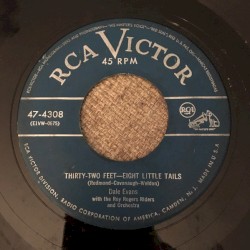 RCA VICTOR
45 RPM
47-4308
(E1VW-0175)
THIRTY-TWO FEET—EIGHT LITTLE TAILS
(Redmond-Cavanaugh-Weldon)
Dale Evans
with the Roy Rogers Riders
and Orchestra
RCA VICTOR DIVISION, RADIO CORPORATION OF AMERICA, CAMDEN, N. J. MADE IN U.S.A.